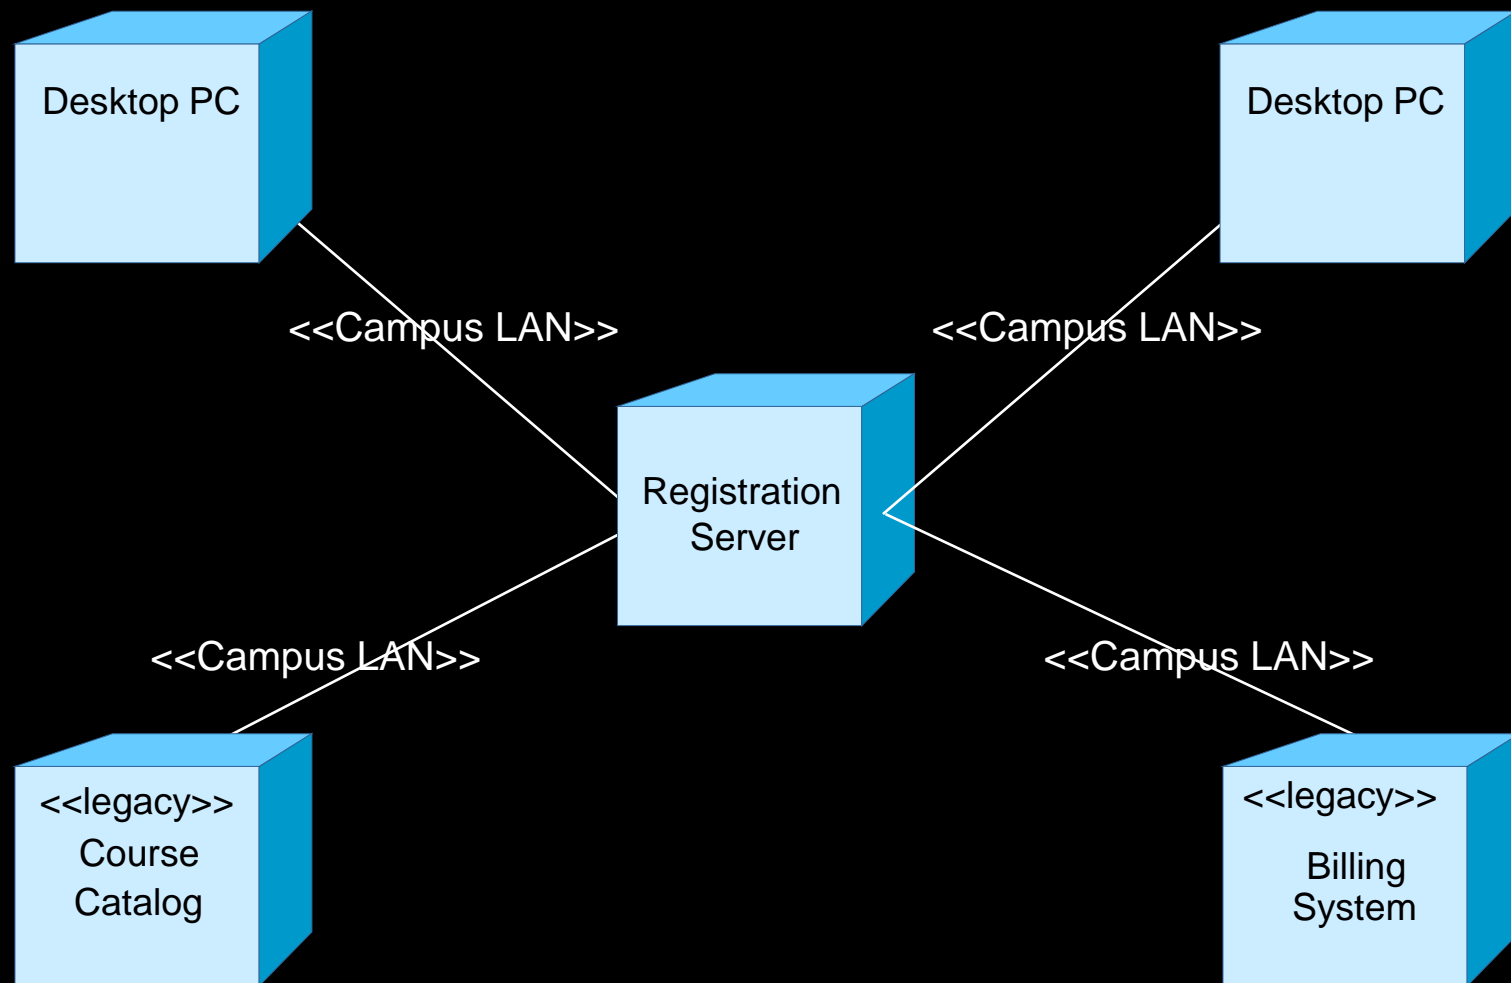 Desktop PC
Desktop PC
<<Campus LAN>>
<<Campus LAN>>
Registration
Server
<<Campus LAN>>
<<Campus LAN>>
<<legacy>>
Course
Catalog
<<legacy>>
Billing
System